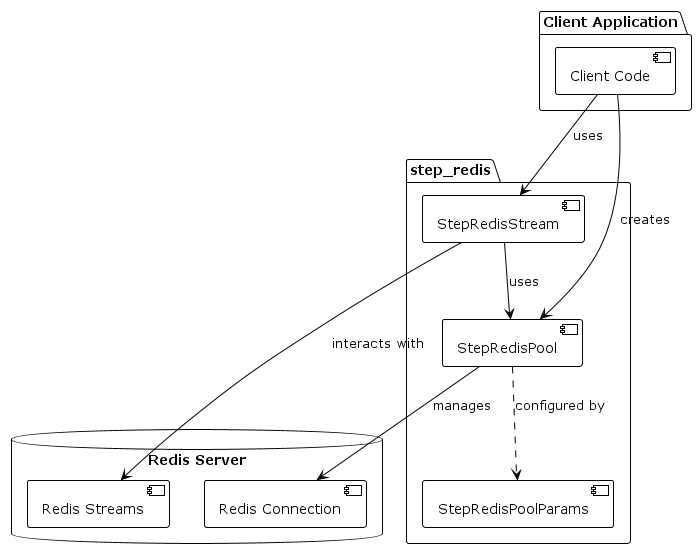 Client Application
Client Code
uses
step_redis
StepRedisStream
creates
uses
interacts with
StepRedisPool
manages
configured by
Redis Server
Redis Streams
Redis Connection
StepRedisPoolParams